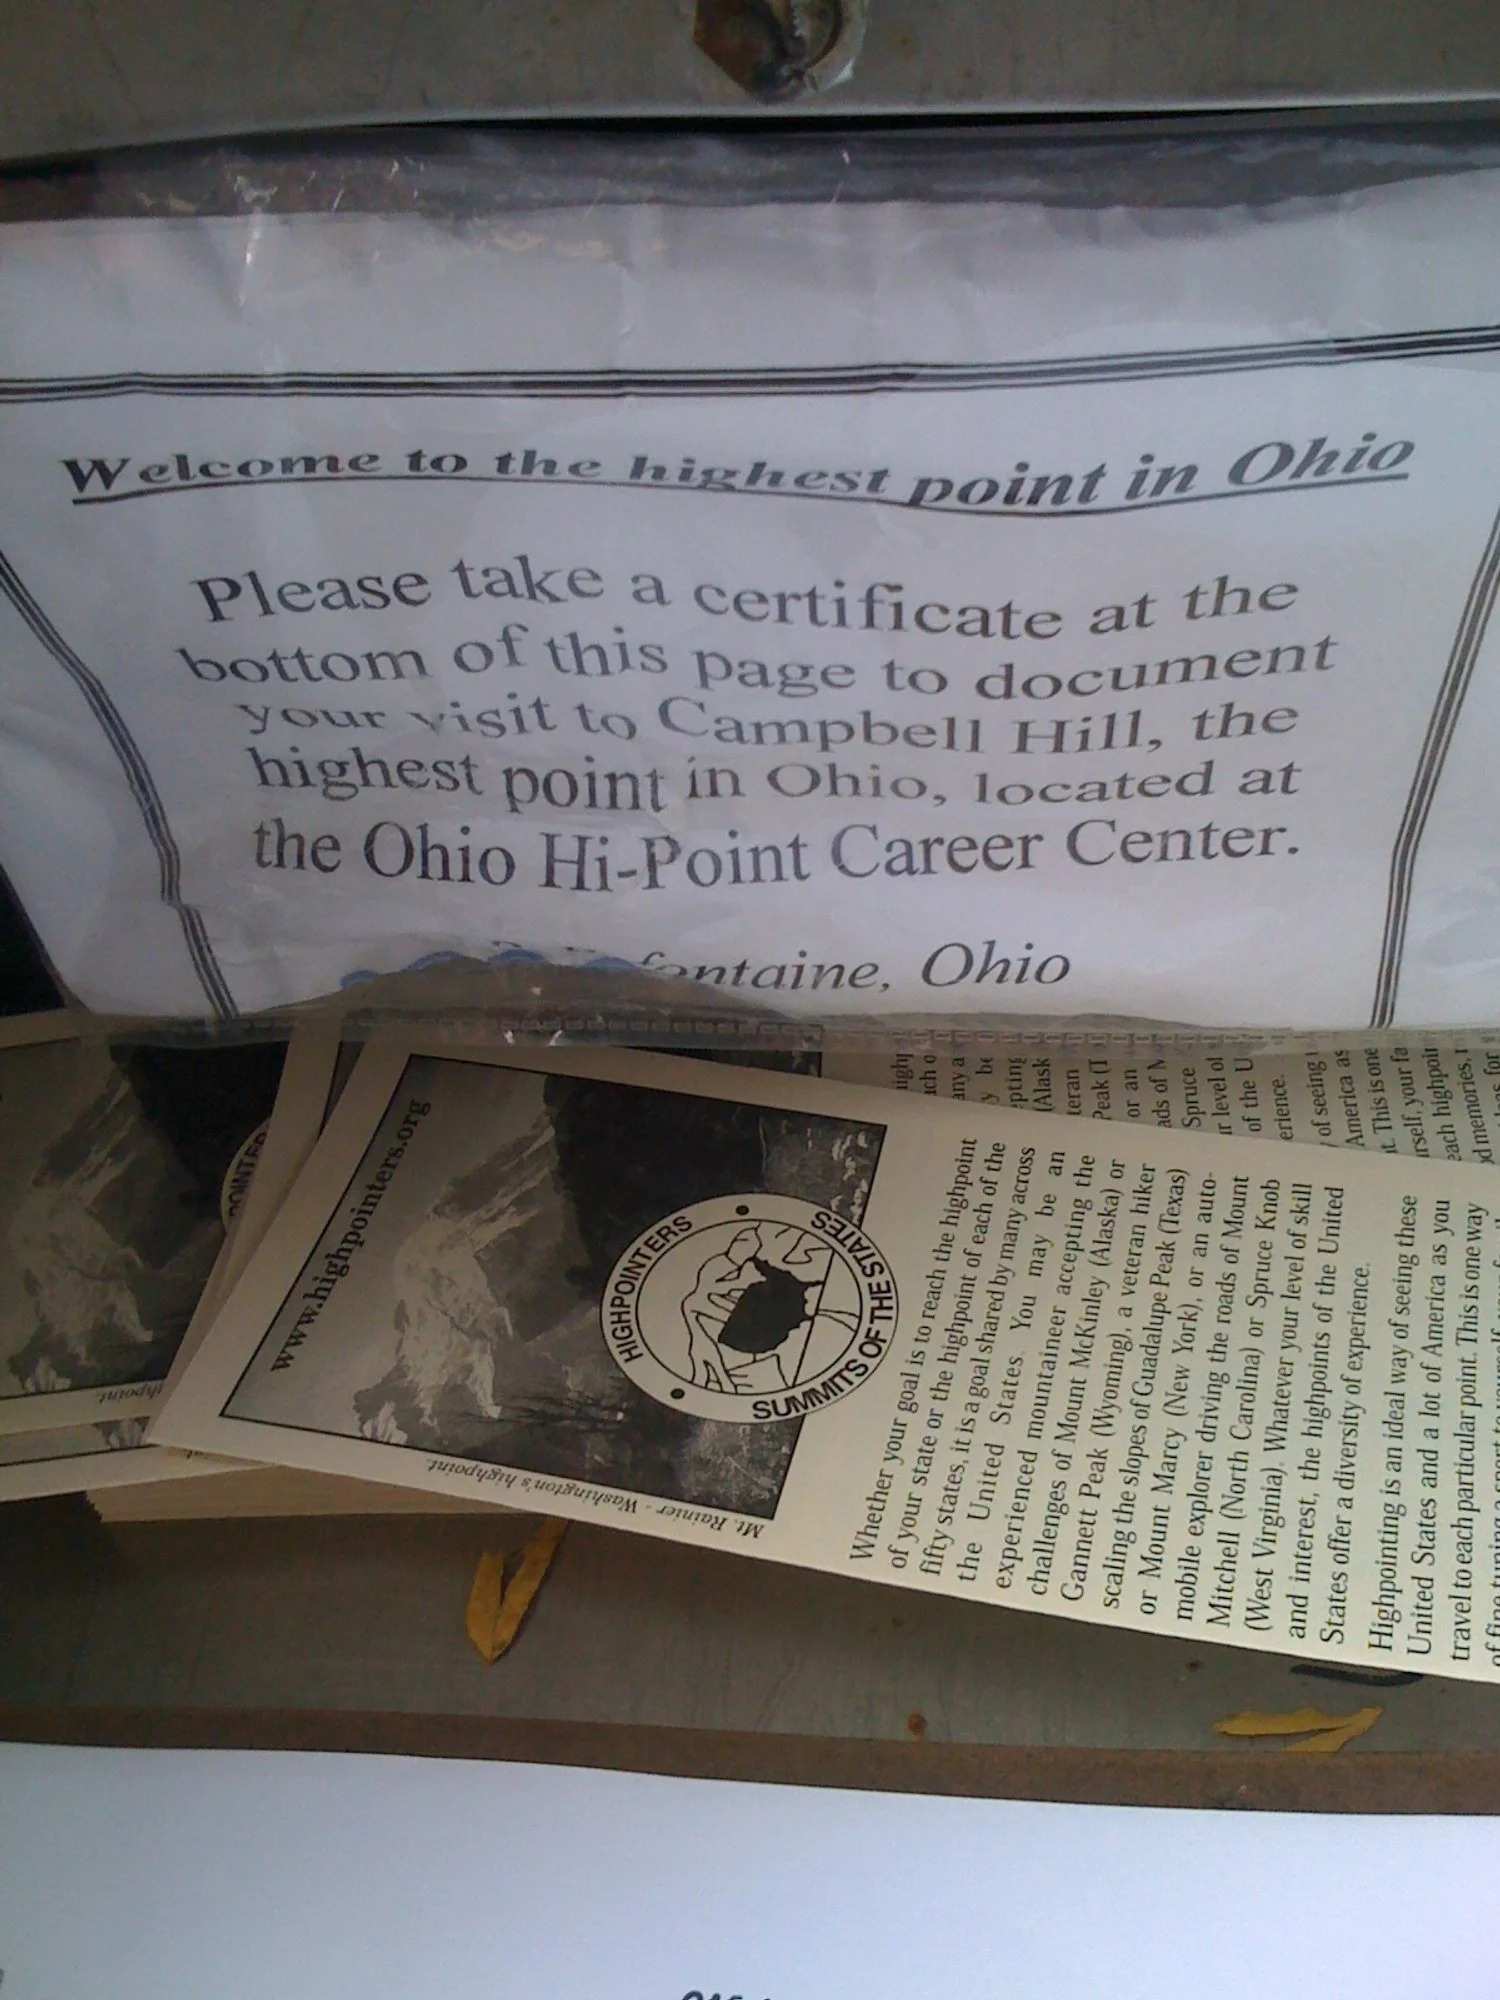 Welcome to the highest point in Ohio
Please take a certificate at the
bottom of this page to document
your visit to Campbell Hill, the
highest point in Ohio, located at
the Ohio Hi-Point Career Center.
fontaine, Ohio
www.highpointers.org
HIGHPOINTERS
SUMMITS OF THE STATES
Mt. Rainier - Washington's highpoint.
Whether your goal is to reach the highpoint
of your state or the highpoint of each of the
fifty states, it is a goal shared by many across
the United States. You may be an
experienced mountaineer accepting the
challenges of Mount McKinley (Alaska) or
Gannett Peak (Wyoming), a veteran hiker
scaling the slopes of Guadalupe Peak (Texas)
or Mount Marcy (New York), or an auto-
mobile explorer driving the roads of Mount
Mitchell (North Carolina) or Spruce Knob
(West Virginia). Whatever your level of skill
and interest, the highpoints of the United
States offer a diversity of experience.
Highpointing is an ideal way of seeing these
United States and a lot of America as you
travel to each particular point. This is one way